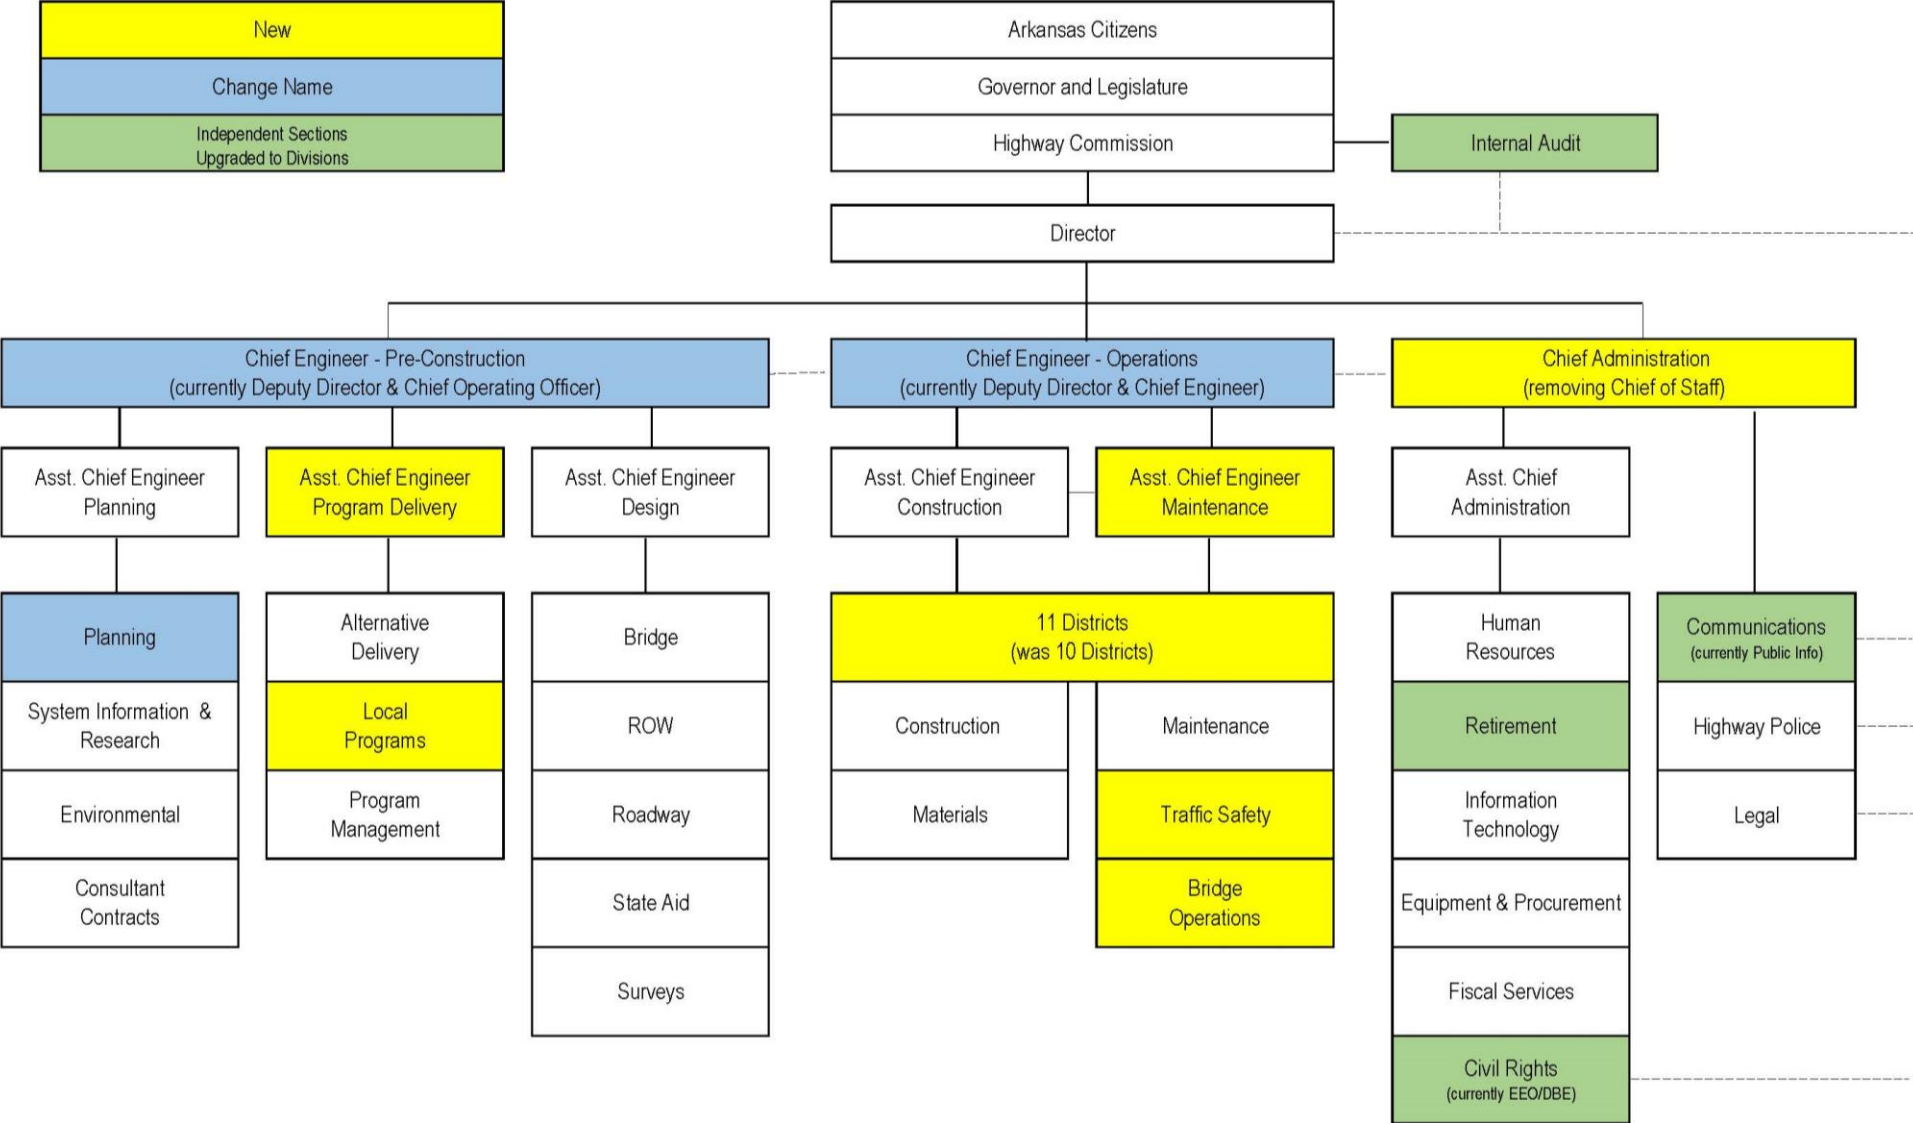 New
Change Name
Independent Sections
Upgraded to Divisions
Arkansas Citizens
Governor and Legislature
Highway Commission
Internal Audit
Director
Chief Engineer - Pre-Construction
(currently Deputy Director & Chief Operating Officer)
Chief Engineer - Operations
(currently Deputy Director & Chief Engineer)
Chief Administration
(removing Chief of Staff)
Asst. Chief Engineer
Planning
Asst. Chief Engineer
Program Delivery
Asst. Chief Engineer
Design
Asst. Chief Engineer
Construction
Asst. Chief Engineer
Maintenance
Asst. Chief
Administration
Planning
System Information &
Research
Environmental
Consultant
Contracts
Alternative
Delivery
Local
Programs
Program
Management
Bridge
ROW
Roadway
State Aid
Surveys
11 Districts
(was 10 Districts)
Construction
Materials
Maintenance
Traffic Safety
Bridge
Operations
Human
Resources
Retirement
Information
Technology
Equipment & Procurement
Fiscal Services
Civil Rights
(currently EEO/DBE)
Communications
(currently Public Info)
Highway Police
Legal